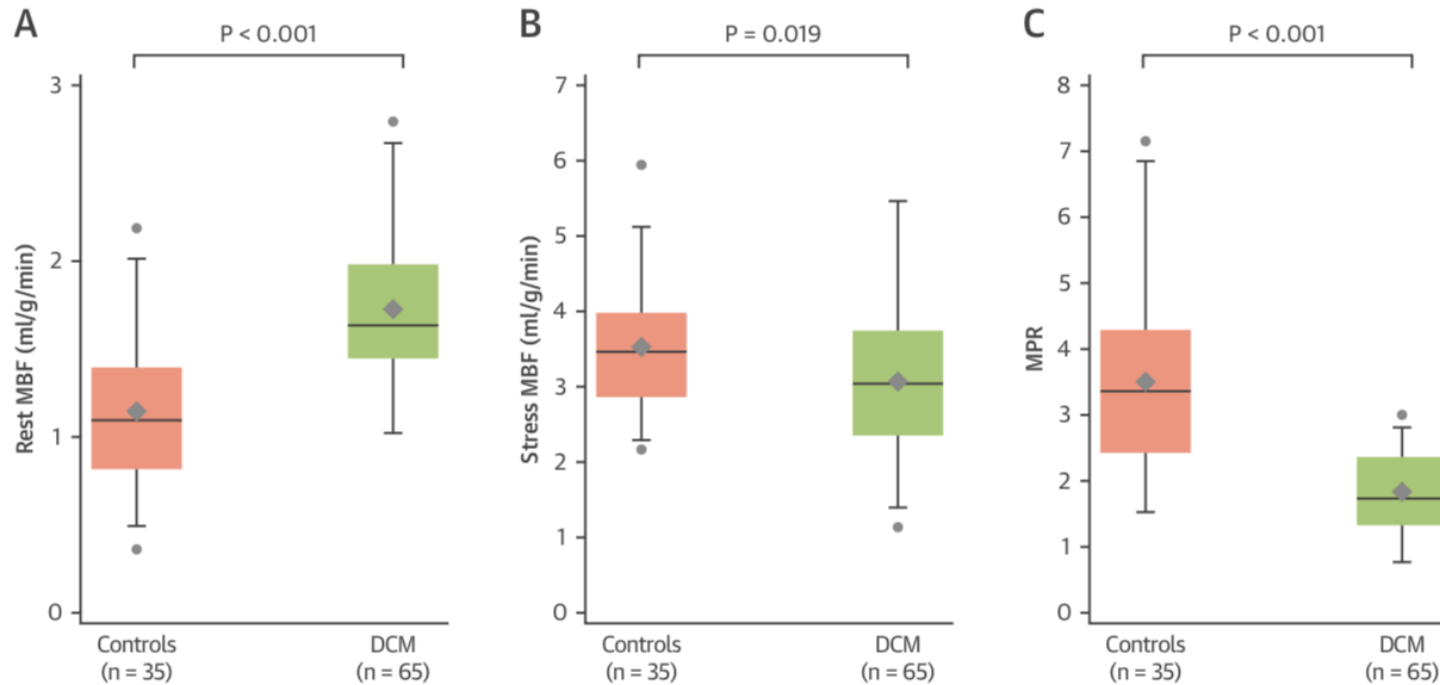 A
P < 0.001
Rest MBF (ml/g/min)
3
2
1
0
Controls
(n = 35)
DCM
(n = 65)
B
P = 0.019
Stress MBF (ml/g/min)
7
6
5
4
3
2
1
0
Controls
(n = 35)
DCM
(n = 65)
C
P < 0.001
MPR
8
7
6
5
4
3
2
1
0
Controls
(n = 35)
DCM
(n = 65)